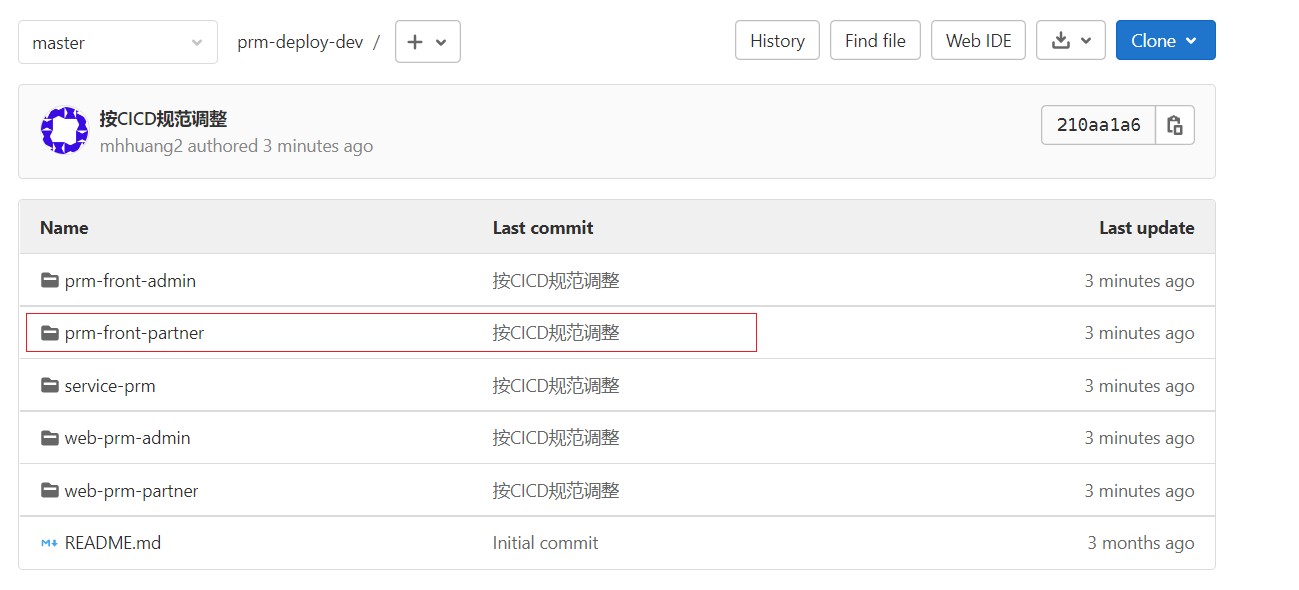 master prm-deploy-dev / + History Find file Web IDE Clone
按CICD规范调整
mhhuang2 authored 3 minutes ago
210aa1a6
Name Last commit Last update
prm-front-admin 按CICD规范调整 3 minutes ago
prm-front-partner 按CICD规范调整 3 minutes ago
service-prm 按CICD规范调整 3 minutes ago
web-prm-admin 按CICD规范调整 3 minutes ago
web-prm-partner 按CICD规范调整 3 minutes ago
README.md Initial commit 3 months ago